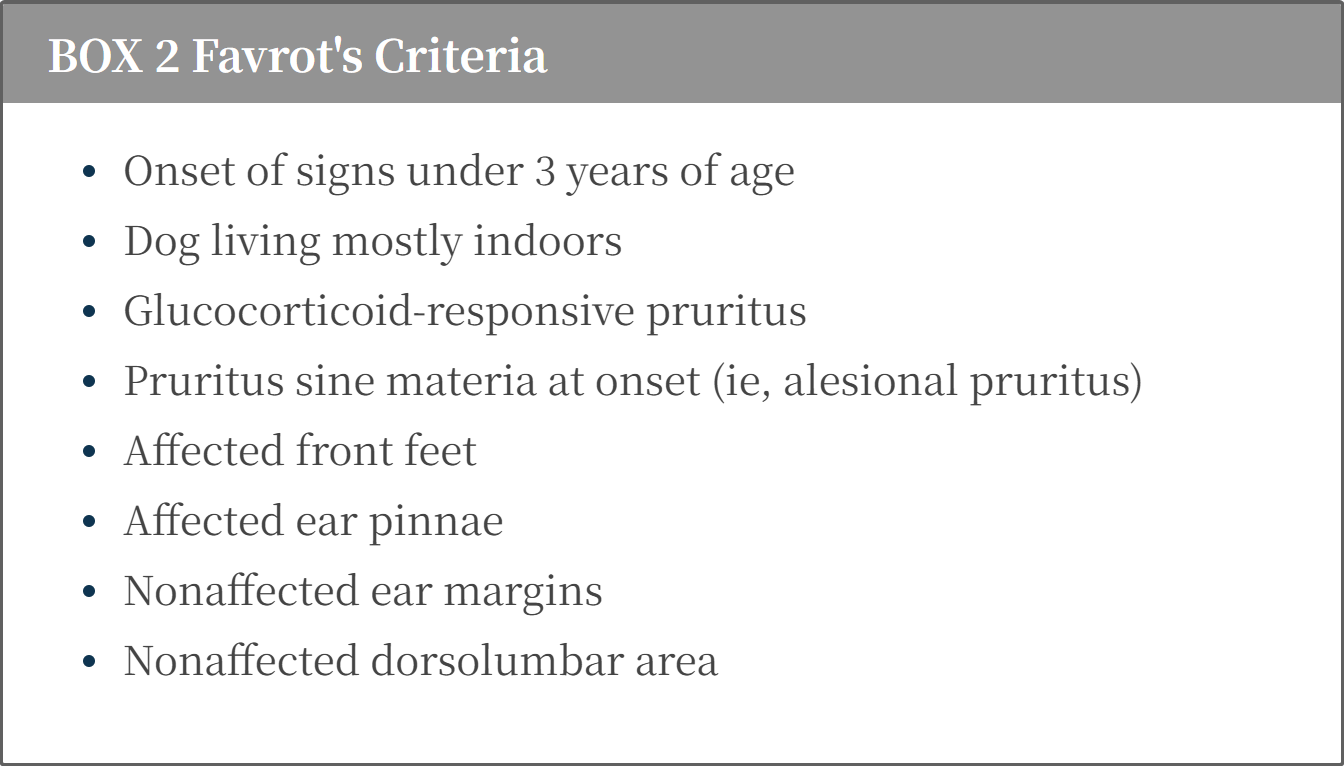 BOX 2 Favrot's Criteria
• Onset of signs under 3 years of age
• Dog living mostly indoors
• Glucocorticoid-responsive pruritus
• Pruritus sine materia at onset (ie, alesional pruritus)
• Affected front feet
• Affected ear pinnae
• Nonaffected ear margins
• Nonaffected dorsolumbar area